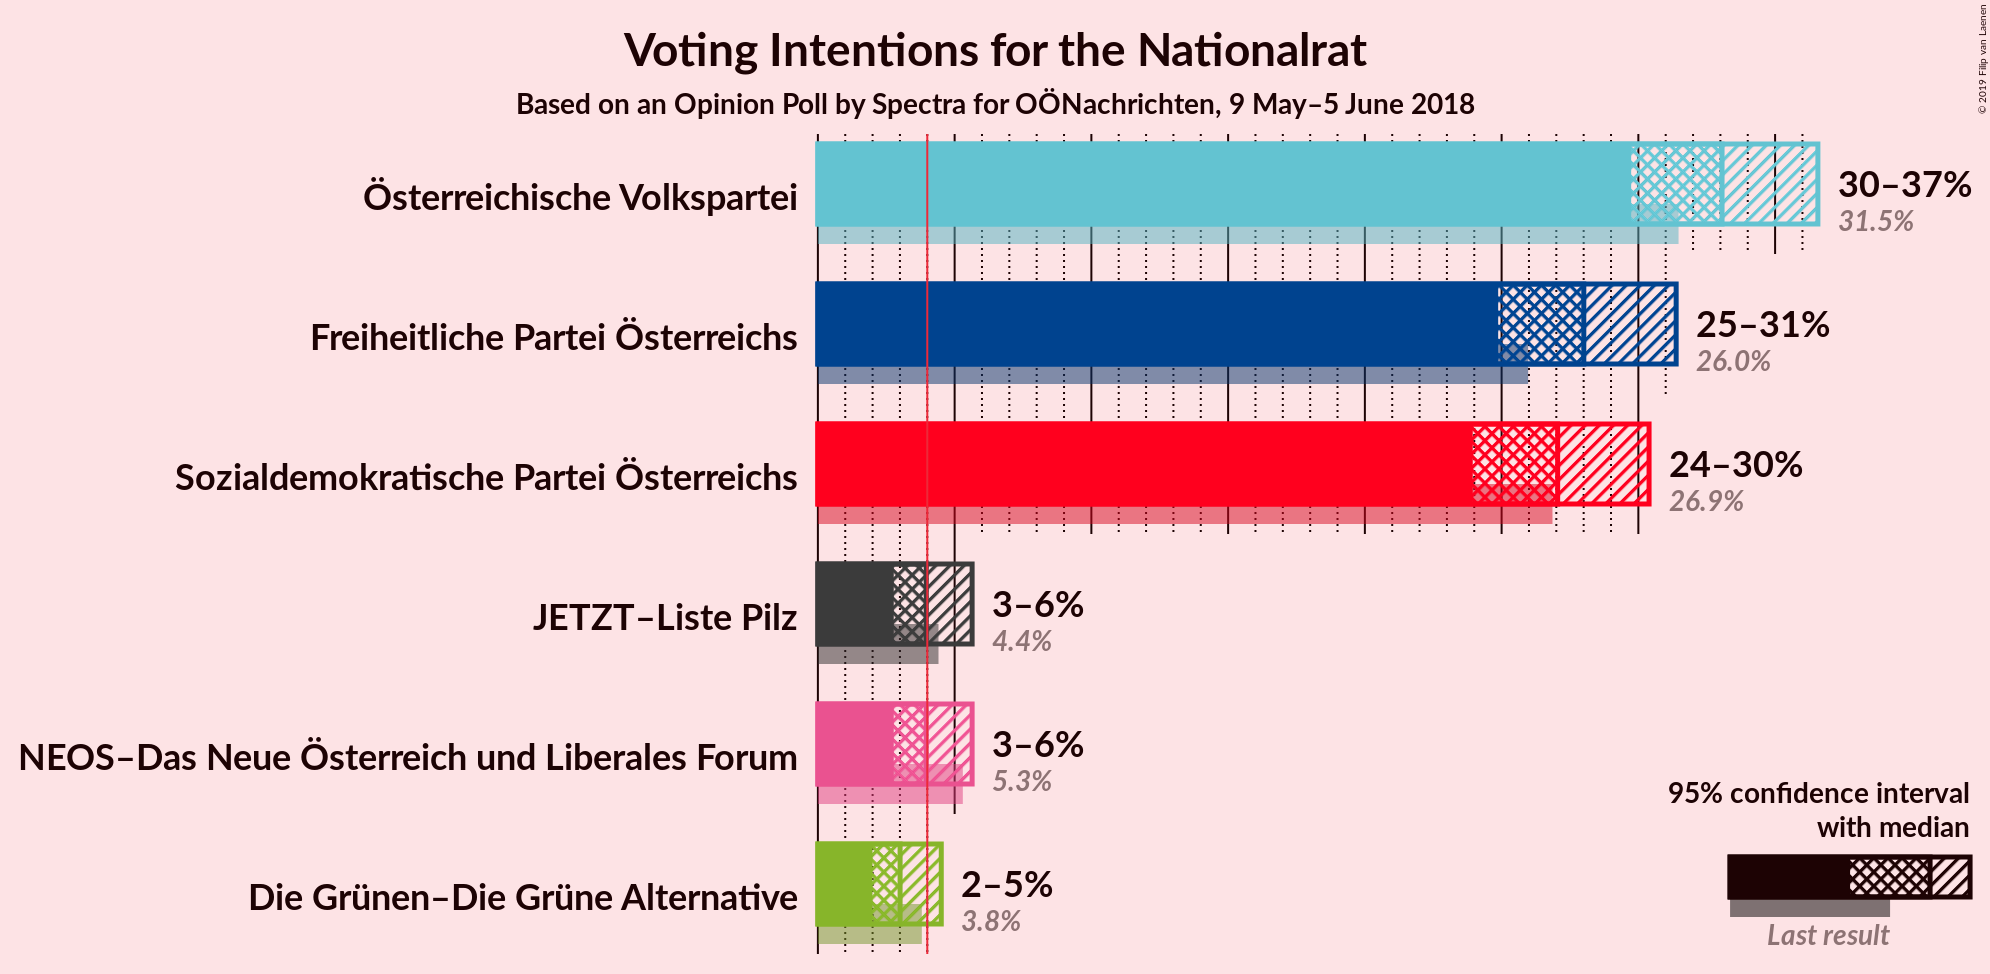 Voting Intentions for the Nationalrat
Based on an Opinion Poll by Spectra for OÖNachrichten, 9 May–5 June 2018
© 2019 Filip van Laenen
Österreichische Volkspartei
30–37%
31.5%
Freiheitliche Partei Österreichs
25–31%
26.0%
Sozialdemokratische Partei Österreichs
24–30%
26.9%
JETZT–Liste Pilz
3–6%
4.4%
NEOS–Das Neue Österreich und Liberales Forum
3–6%
5.3%
Die Grünen–Die Grüne Alternative
2–5%
3.8%
95% confidence interval
with median
Last result